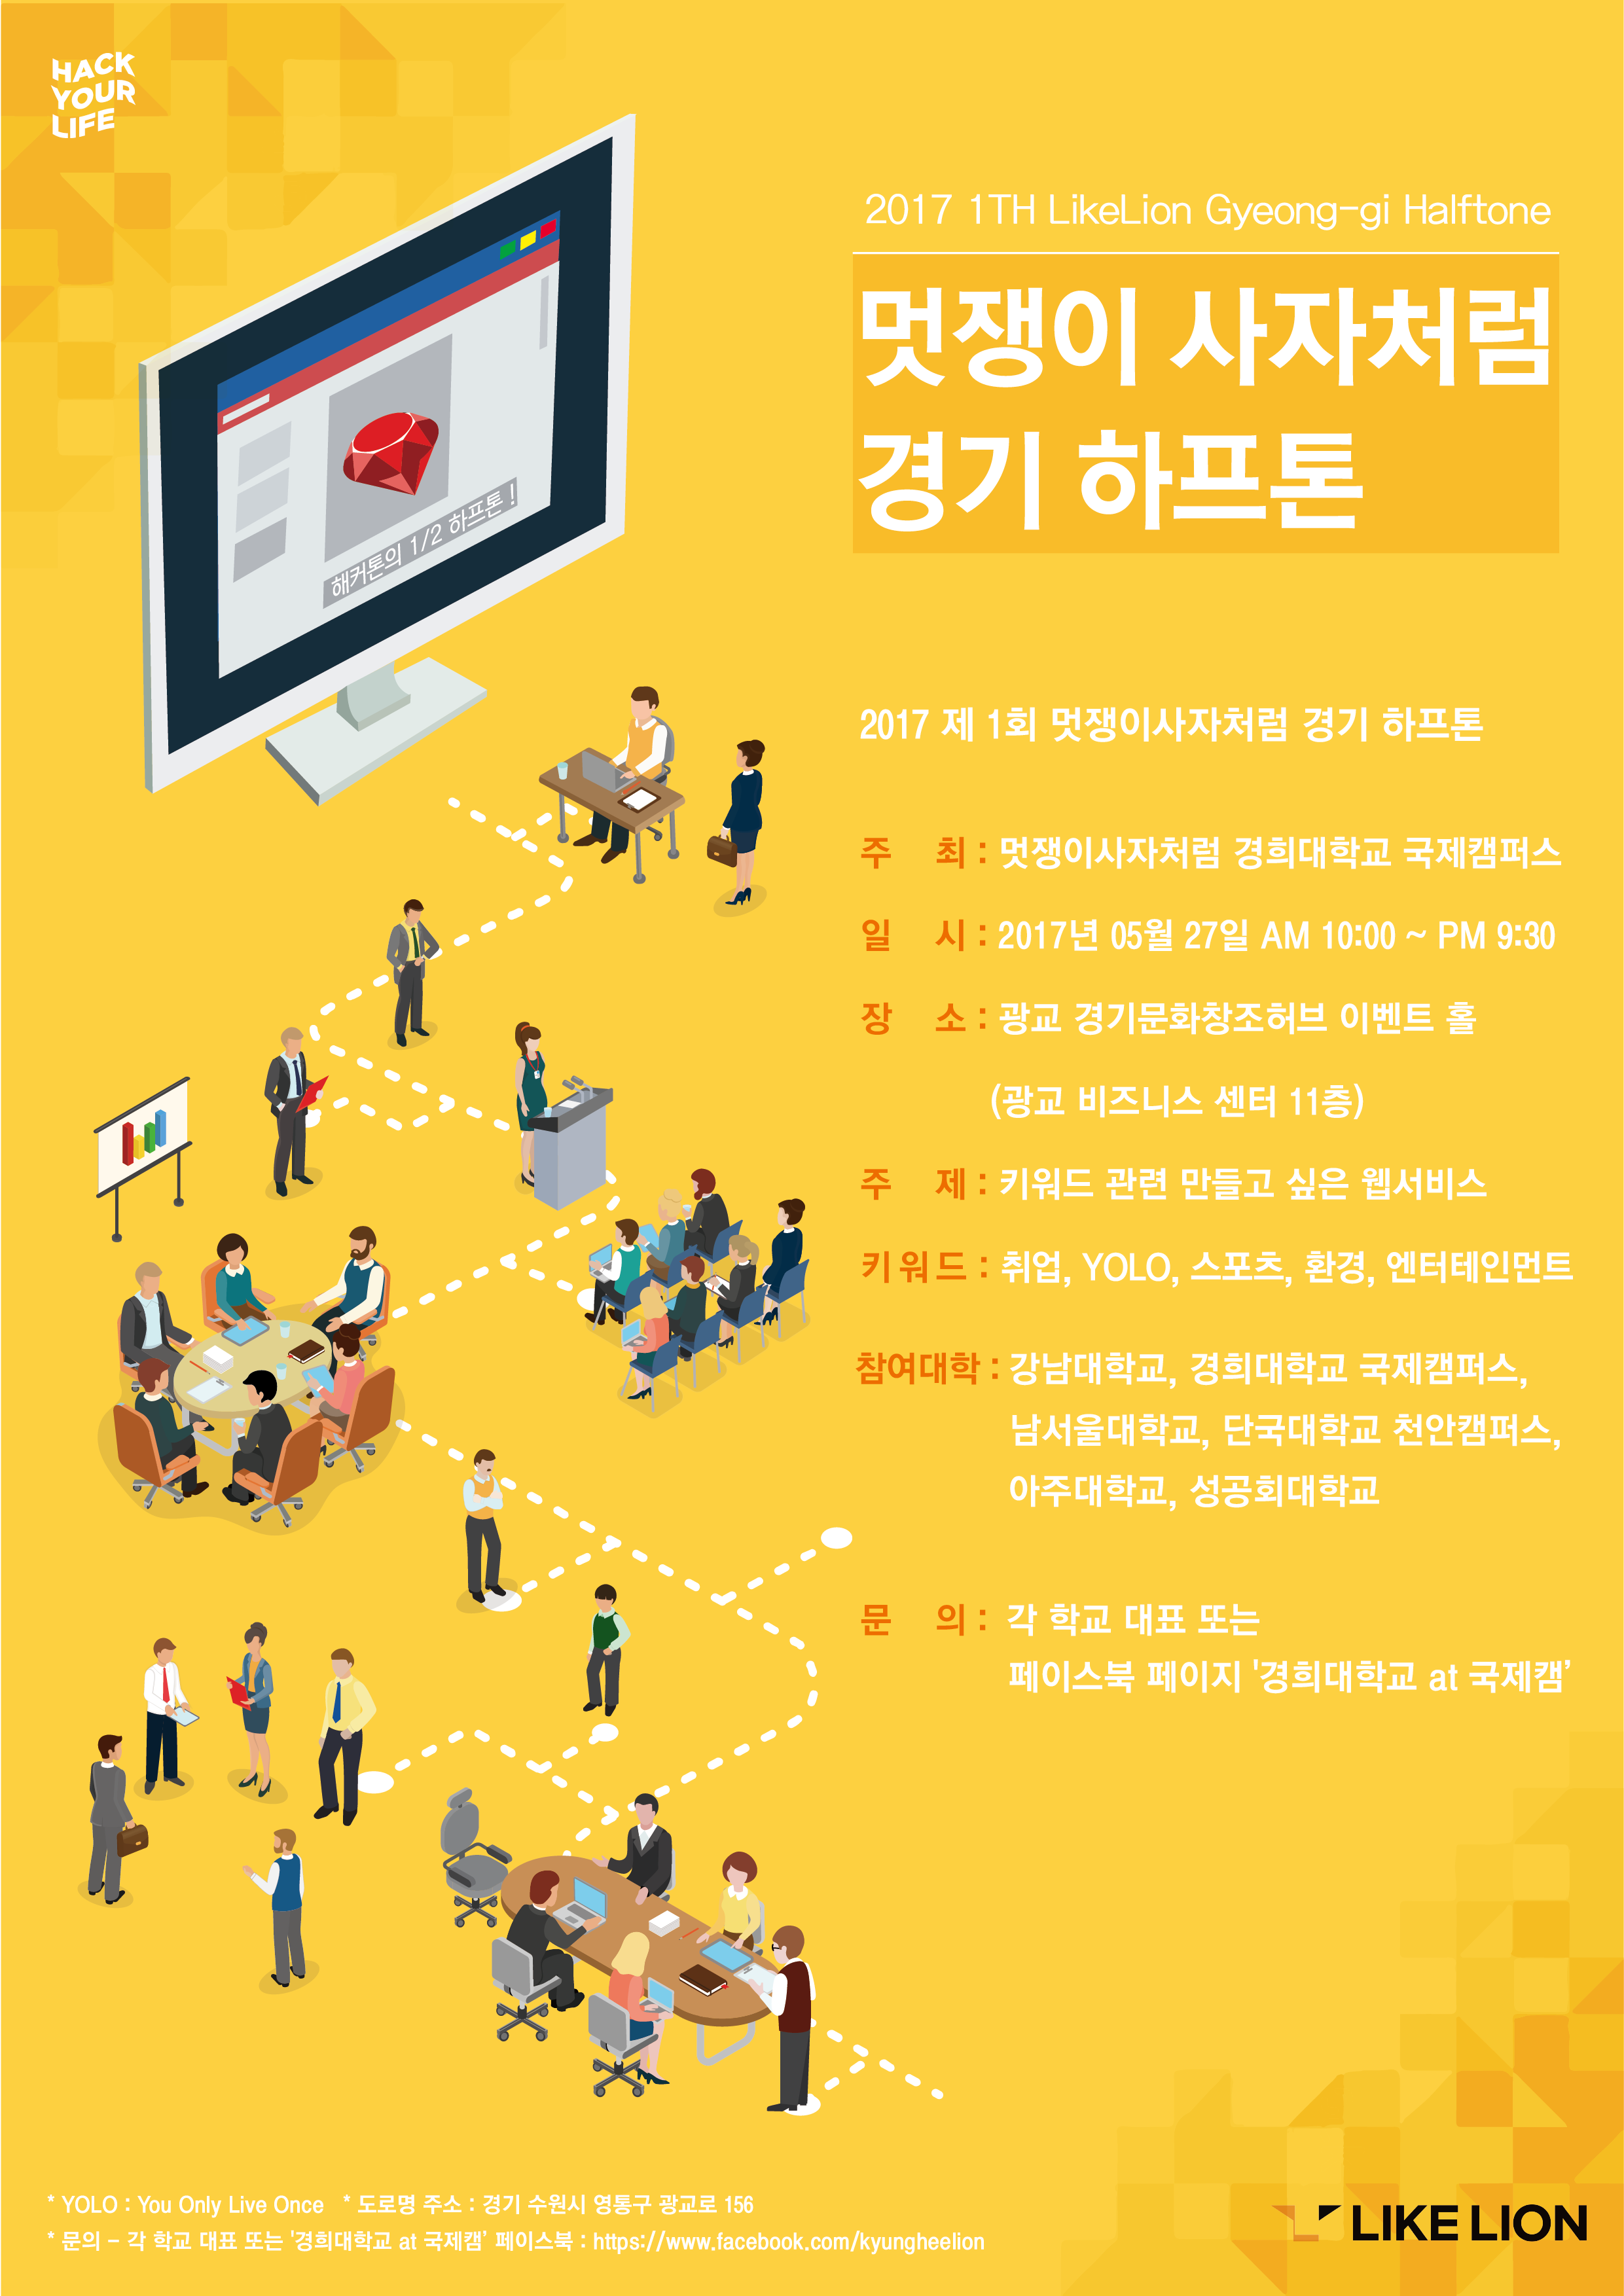 HACK
YOUR
LIFE
2017 1TH LikeLion Gyeong-gi Halftone
멋쟁이 사자처럼
경기 하프톤
해커톤의 1/2 하프톤 !
2017 제 1회 멋쟁이사자처럼 경기 하프톤
주 최 : 멋쟁이사자처럼 경희대학교 국제캠퍼스
일 시 : 2017년 05월 27일 AM 10:00 ~ PM 9:30
장 소 : 광교 경기문화창조허브 이벤트 홀
(광교 비즈니스 센터 11층)
주 제 : 키워드 관련 만들고 싶은 웹서비스
키워드 : 취업, YOLO, 스포츠, 환경, 엔터테인먼트
참여대학 : 강남대학교, 경희대학교 국제캠퍼스,
남서울대학교, 단국대학교 천안캠퍼스,
아주대학교, 성공회대학교
문 의 : 각 학교 대표 또는
페이스북 페이지 '경희대학교 at 국제캠’
* YOLO : You Only Live Once * 도로명 주소 : 경기 수원시 영통구 광교로 156
* 문의 - 각 학교 대표 또는 '경희대학교 at 국제캠’ 페이스북 : https://www.facebook.com/kyungheelion
LIKE LION